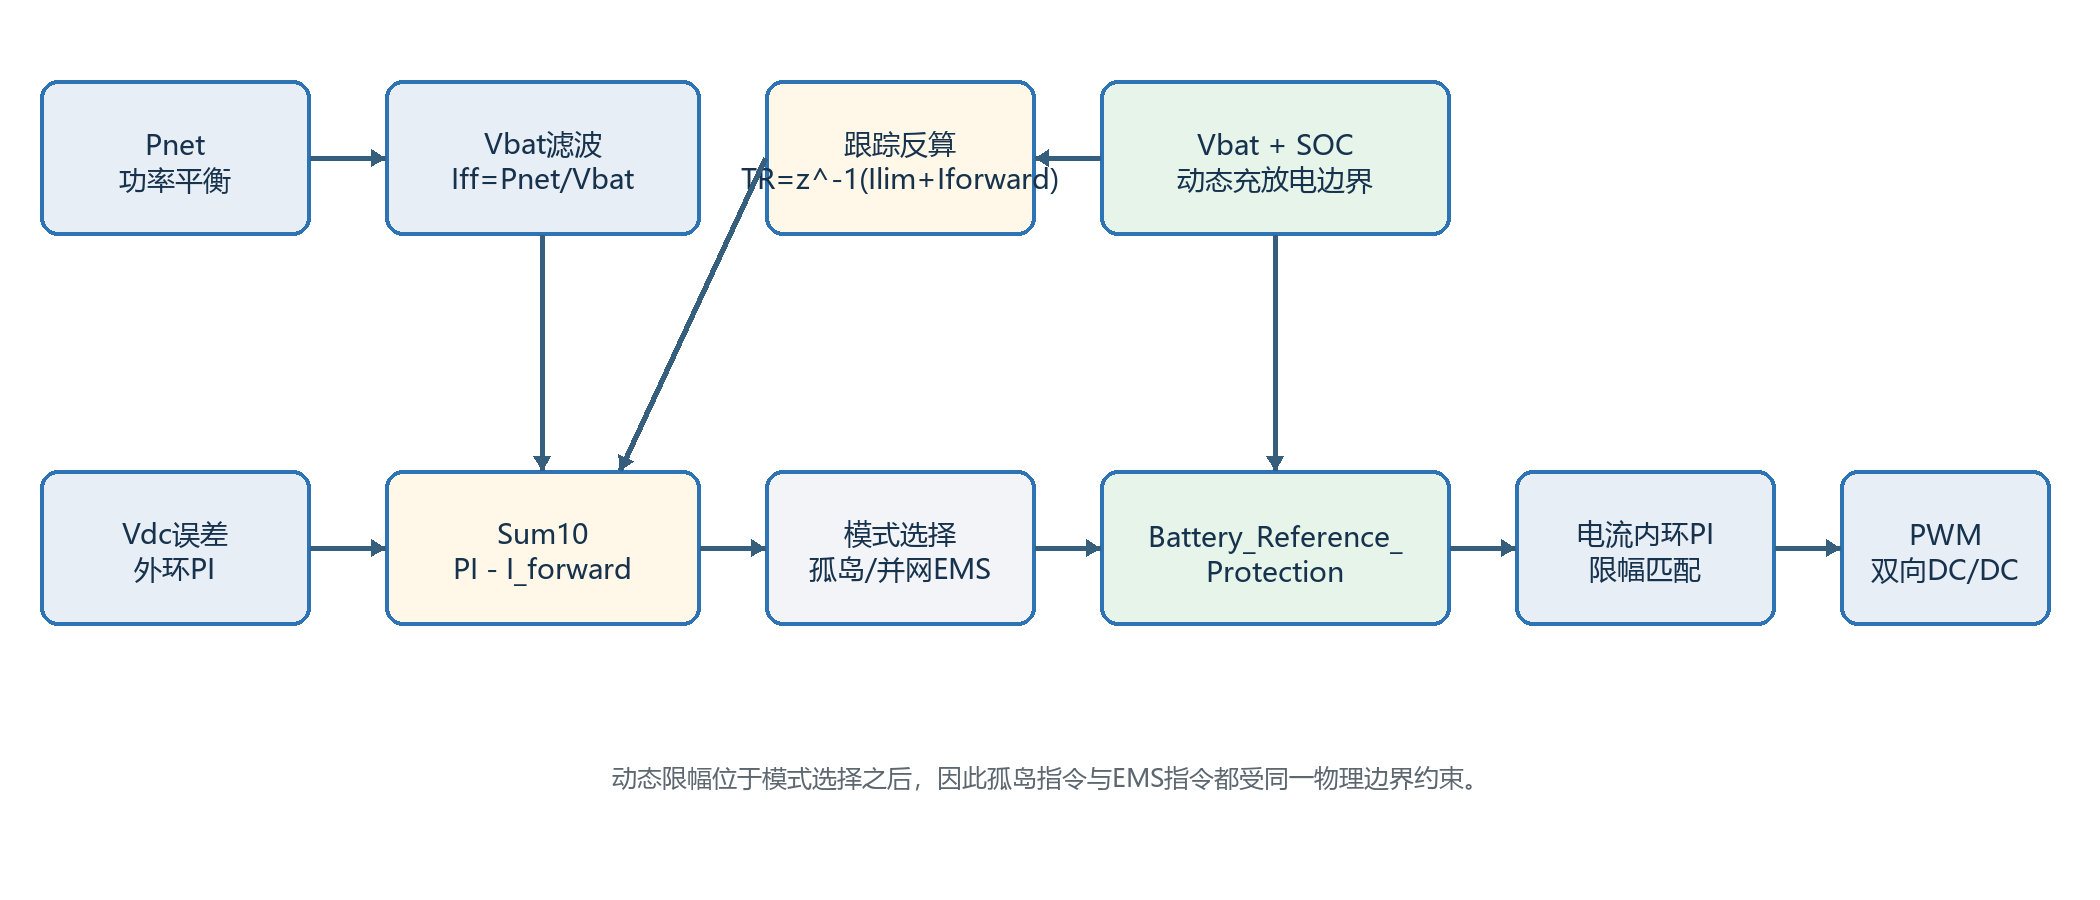 Pnet
功率平衡
Vbat滤波
Iff=Pnet/Vbat
跟踪反算
TR=z^-1(Ilim+Iforward)
Vbat + SOC
动态充放电边界
Vdc误差
外环PI
Sum10
PI - I_forward
模式选择
孤岛/并网EMS
Battery_Reference_
Protection
电流内环PI
限幅匹配
PWM
双向DC/DC
动态限幅位于模式选择之后，因此孤岛指令与EMS指令都受同一物理边界约束。